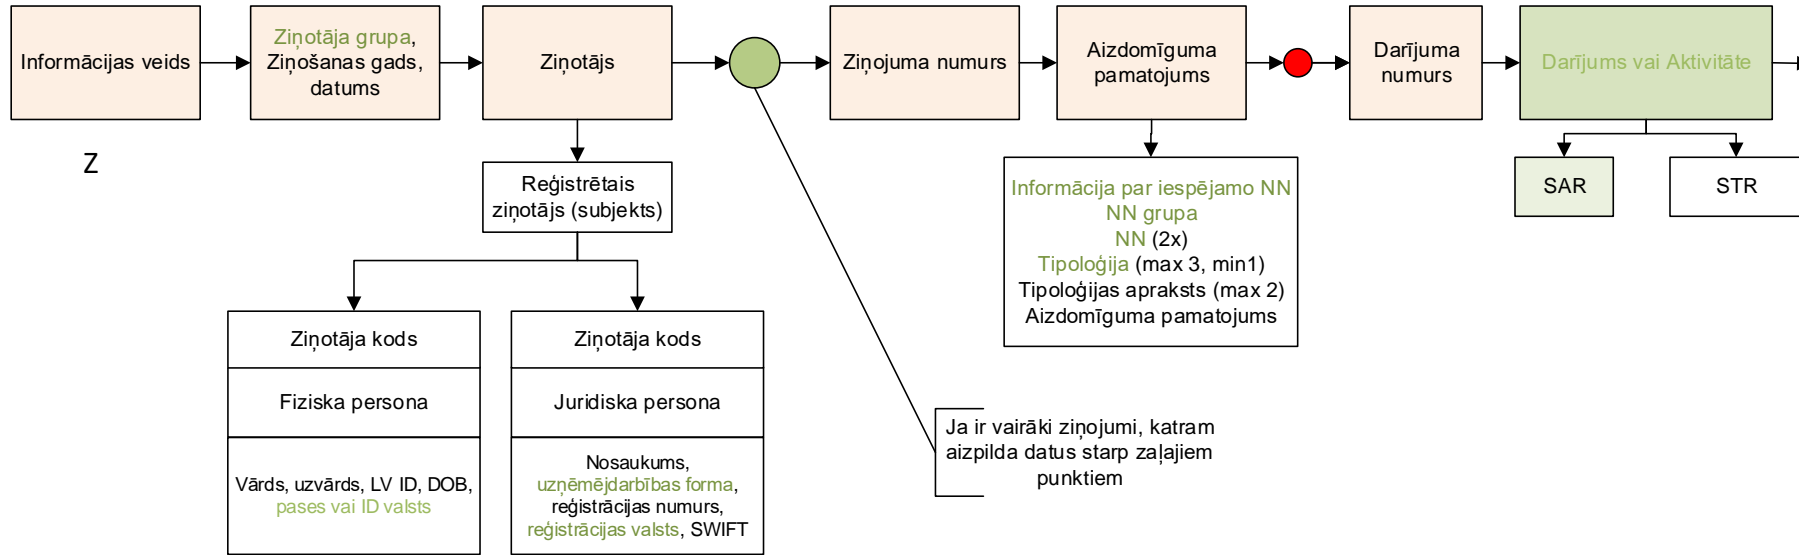 Informācijas veids
Ziņotāja grupa,
Ziņošanas gads,
datums
Ziņotājs
Ziņojuma numurs
Aizdomīguma
pamatojums
Darījuma
numurs
Darījums vai Aktivitāte
Z
Reģistrētais
ziņotājs (subjekts)
Informācija par iespējamo NN
NN grupa
NN (2x)
Tipoloģija (max 3, min1)
Tipoloģijas apraksts (max 2)
Aizdomīguma pamatojums
SAR
STR
Ziņotāja kods
Fiziska persona
Vārds, uzvārds, LV ID, DOB,
pases vai ID valsts
Ziņotāja kods
Juridiska persona
Nosaukums,
uzņēmējdarbības forma,
reģistrācijas numurs,
reģistrācijas valsts, SWIFT
Ja ir vairāki ziņojumi, katram
aizpilda datus starp zaļajiem
punktiem